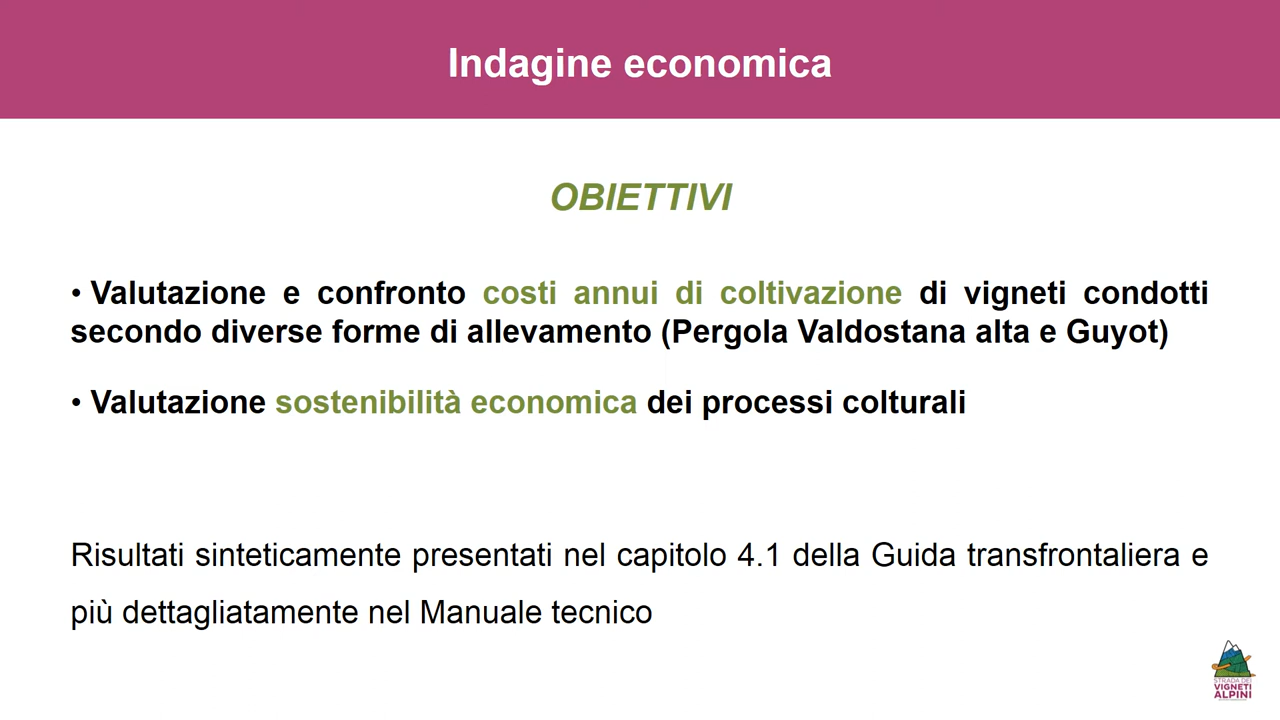 Indagine economica
OBIETTIVI
• Valutazione e confronto costi annui di coltivazione di vigneti condotti
secondo diverse forme di allevamento (Pergola Valdostana alta e Guyot)
• Valutazione sostenibilità economica dei processi colturali
Risultati sinteticamente presentati nel capitolo 4.1 della Guida transfrontaliera e
più dettagliatamente nel Manuale tecnico
STRADA DEI
VIGNETI
ALPINI